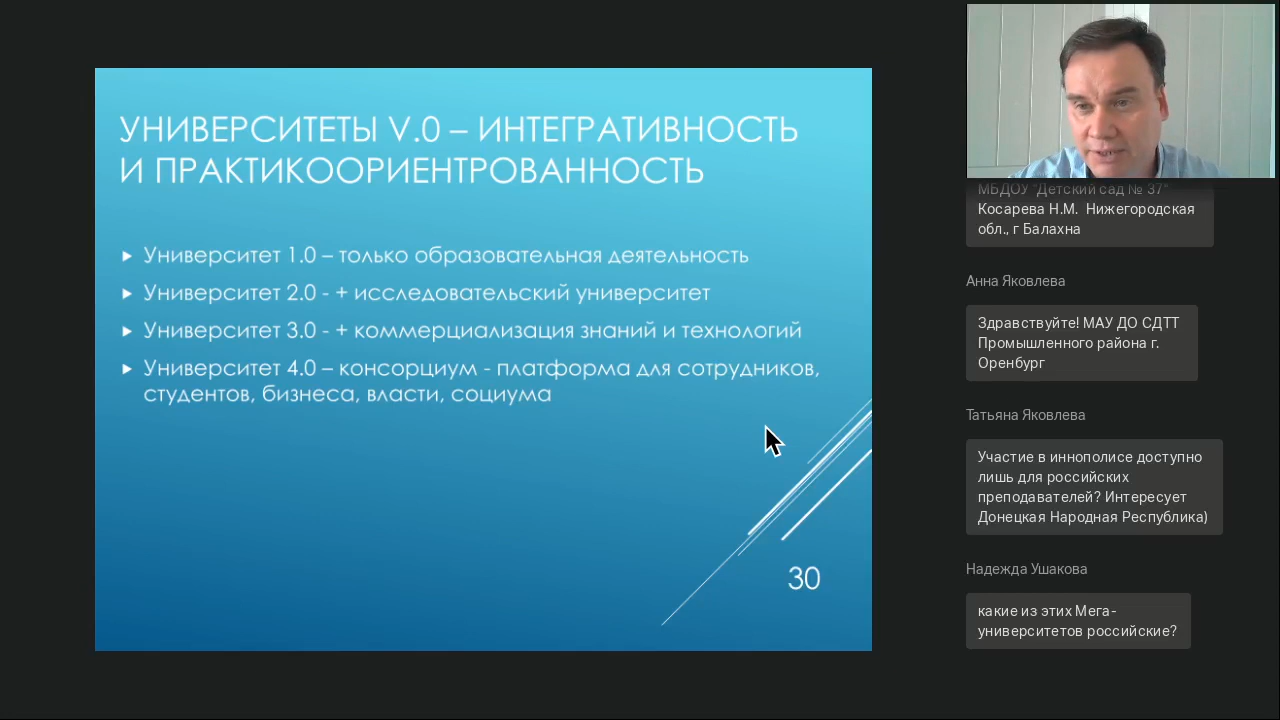 УНИВЕРСИТЕТЫ V.0 – ИНТЕГРАТИВНОСТЬ
И ПРАКТИКООРИЕНТРОВАННОСТЬ
Университет 1.0 – только образовательная деятельность
Университет 2.0 - + исследовательский университет
Университет 3.0 - + коммерциализация знаний и технологий
Университет 4.0 – консорциум - платформа для сотрудников,
студентов, бизнеса, власти, социума
30
МБДОУ "Детский сад № 37"
Косарева Н.М. Нижегородская
обл., г Балахна
Анна Яковлева
Здравствуйте! МАУ ДО СДТТ
Промышленного района г.
Оренбург
Татьяна Яковлева
Участие в иннополисе доступно
лишь для российских
преподавателей? Интересует
Донецкая Народная Республика)
Надежда Ушакова
какие из этих Мега-
университетов российские?